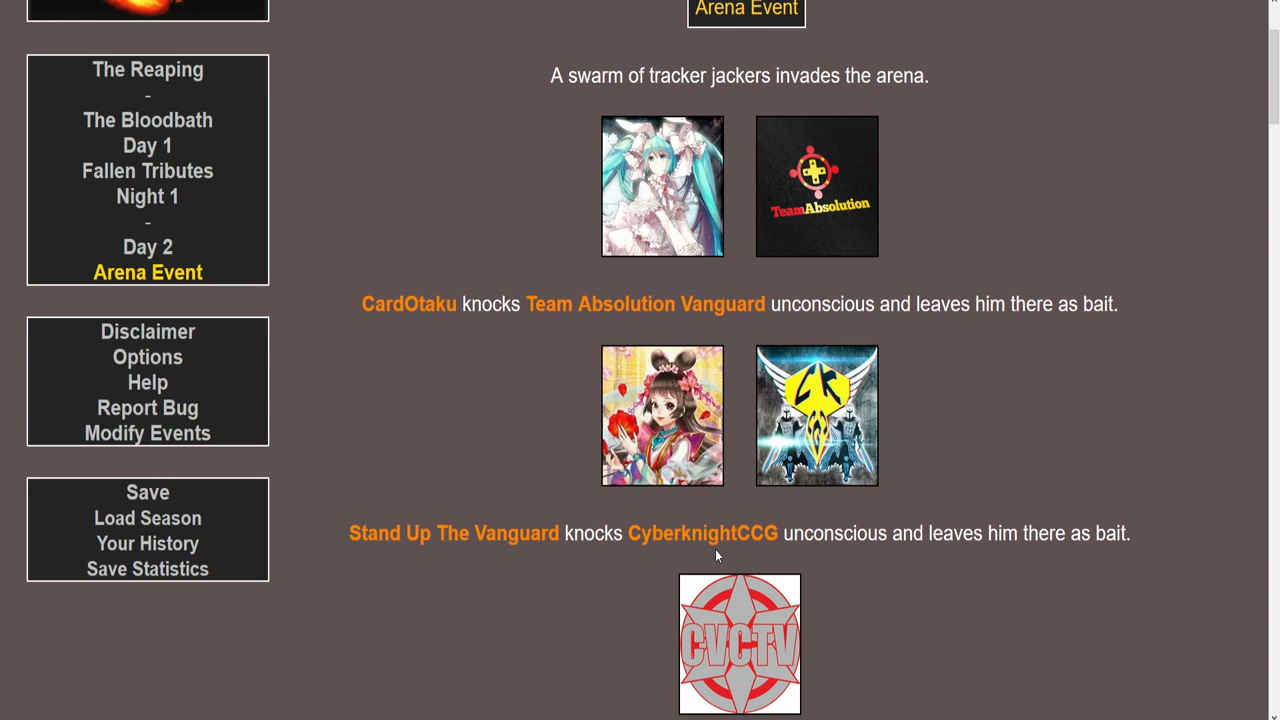 Arena Event
The Reaping
-
The Bloodbath
Day 1
Fallen Tributes
Night 1
-
Day 2
Arena Event
Disclaimer
Options
Help
Report Bug
Modify Events
Save
Load Season
Your History
Save Statistics
A swarm of tracker jackers invades the arena.
TeamAbsolution
CardOtaku knocks Team Absolution Vanguard unconscious and leaves him there as bait.
CK
Stand Up The Vanguard knocks CyberknightCCG unconscious and leaves him there as bait.
CVCTV